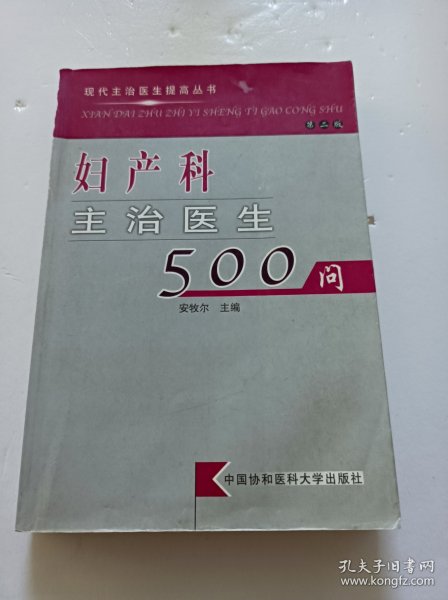 现代主治医生提高丛书
XIAN DAI ZHU ZHI YI SHENG TI GAO CONG SHU
第二版
妇产科
主治医生
500问
安牧尔 主编
中国协和医科大学出版社
孔夫子旧书网
www.kongfz.com